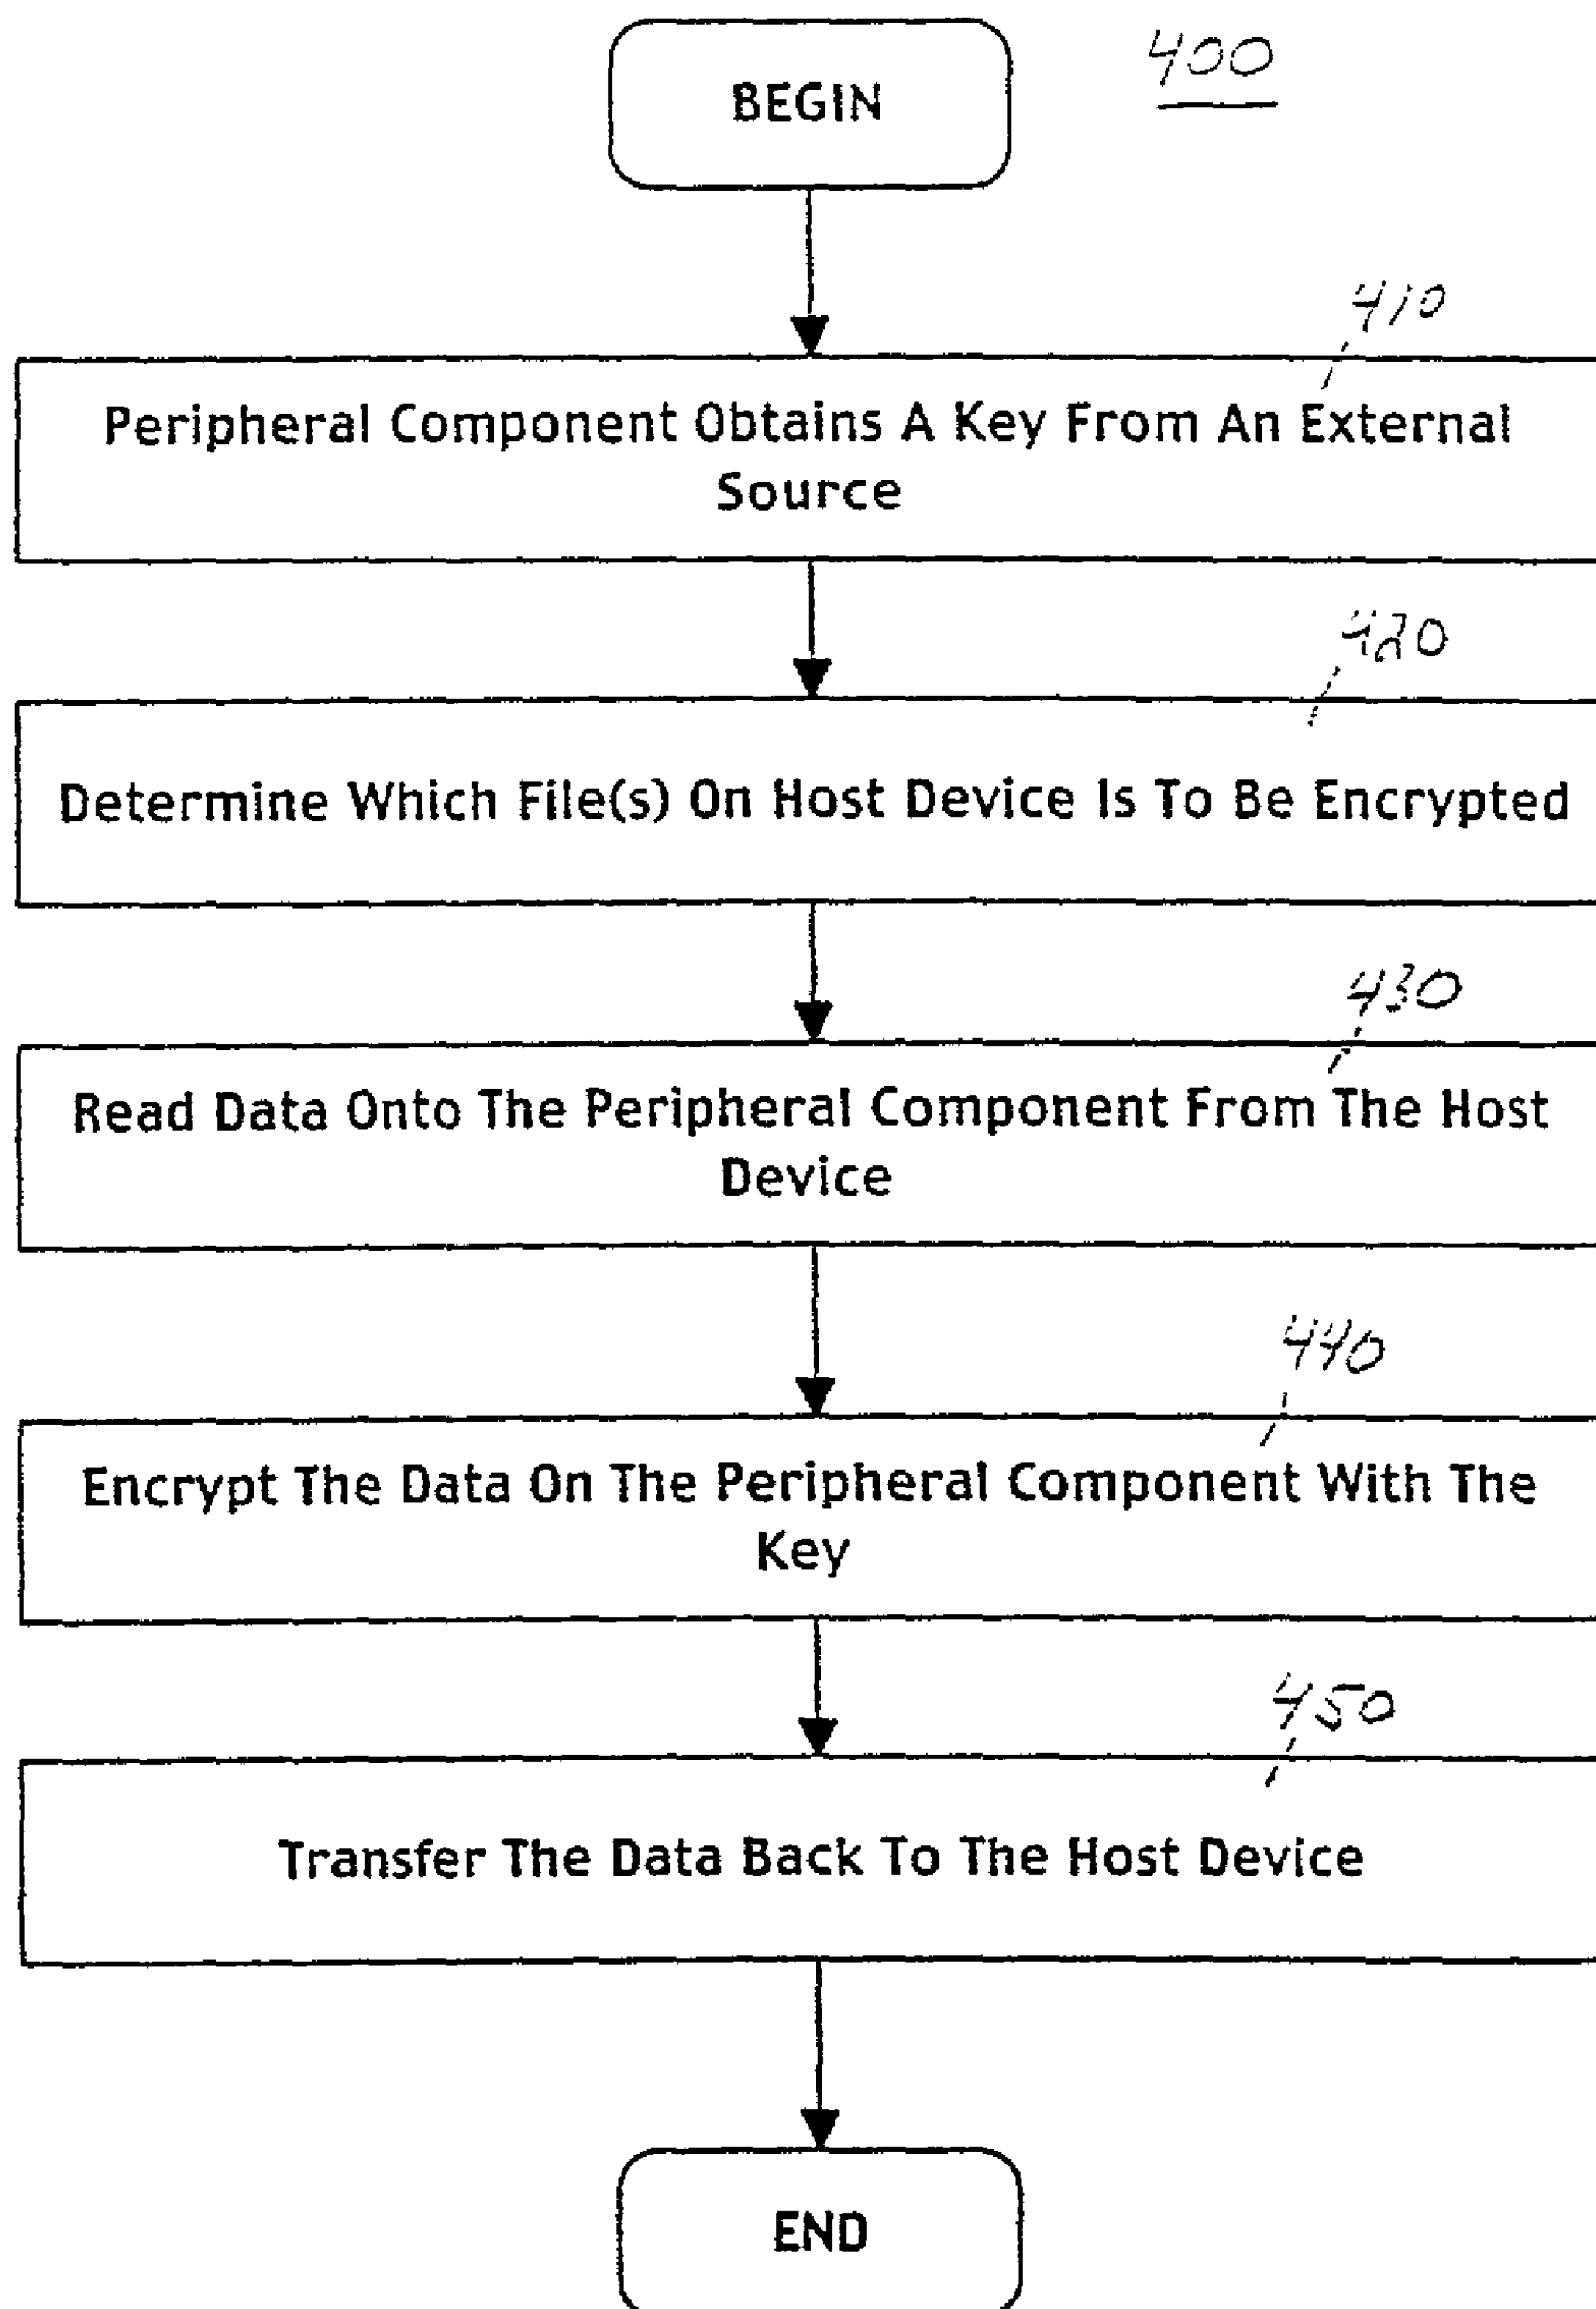 BEGIN
400
410
Peripheral Component Obtains A Key From An External
Source
420
Determine Which File(s) On Host Device Is To Be Encrypted
430
Read Data Onto The Peripheral Component From The Host
Device
440
Encrypt The Data On The Peripheral Component With The
Key
450
Transfer The Data Back To The Host Device
END